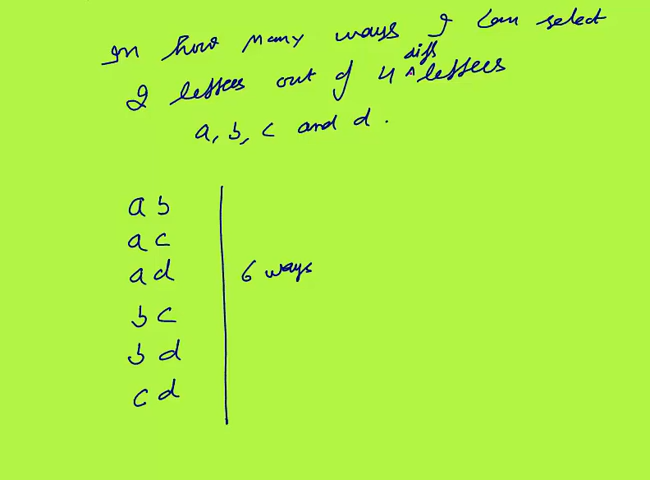 In how many ways I can select
2 letters out of 4 diff letters
a, b, c and d.
a b
a c
a d
6 ways
b c
b d
c d